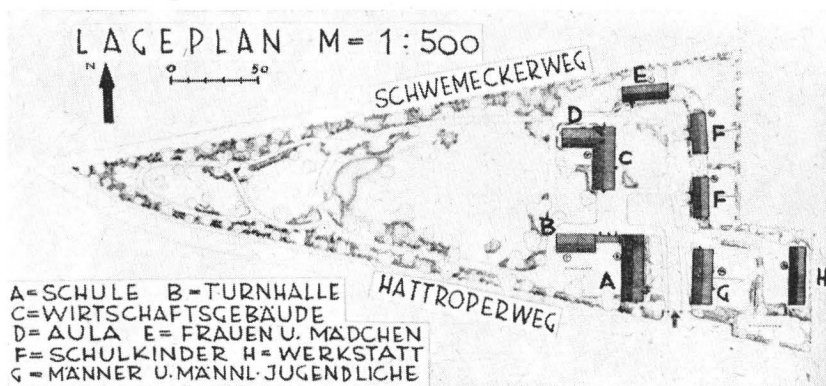 LAGEPLAN M = 1:500
N
0 50
SCHWEMECKERWEG
E
D
F
C
F
B
A
G
H
HATTROPERWEG
A = SCHULE B = TURNHALLE
C = WIRTSCHAFTSGEBÄUDE
D = AULA E = FRAUEN U. MÄDCHEN
F = SCHULKINDER H = WERKSTATT
G = MÄNNER U. MÄNNL. JUGENDLICHE